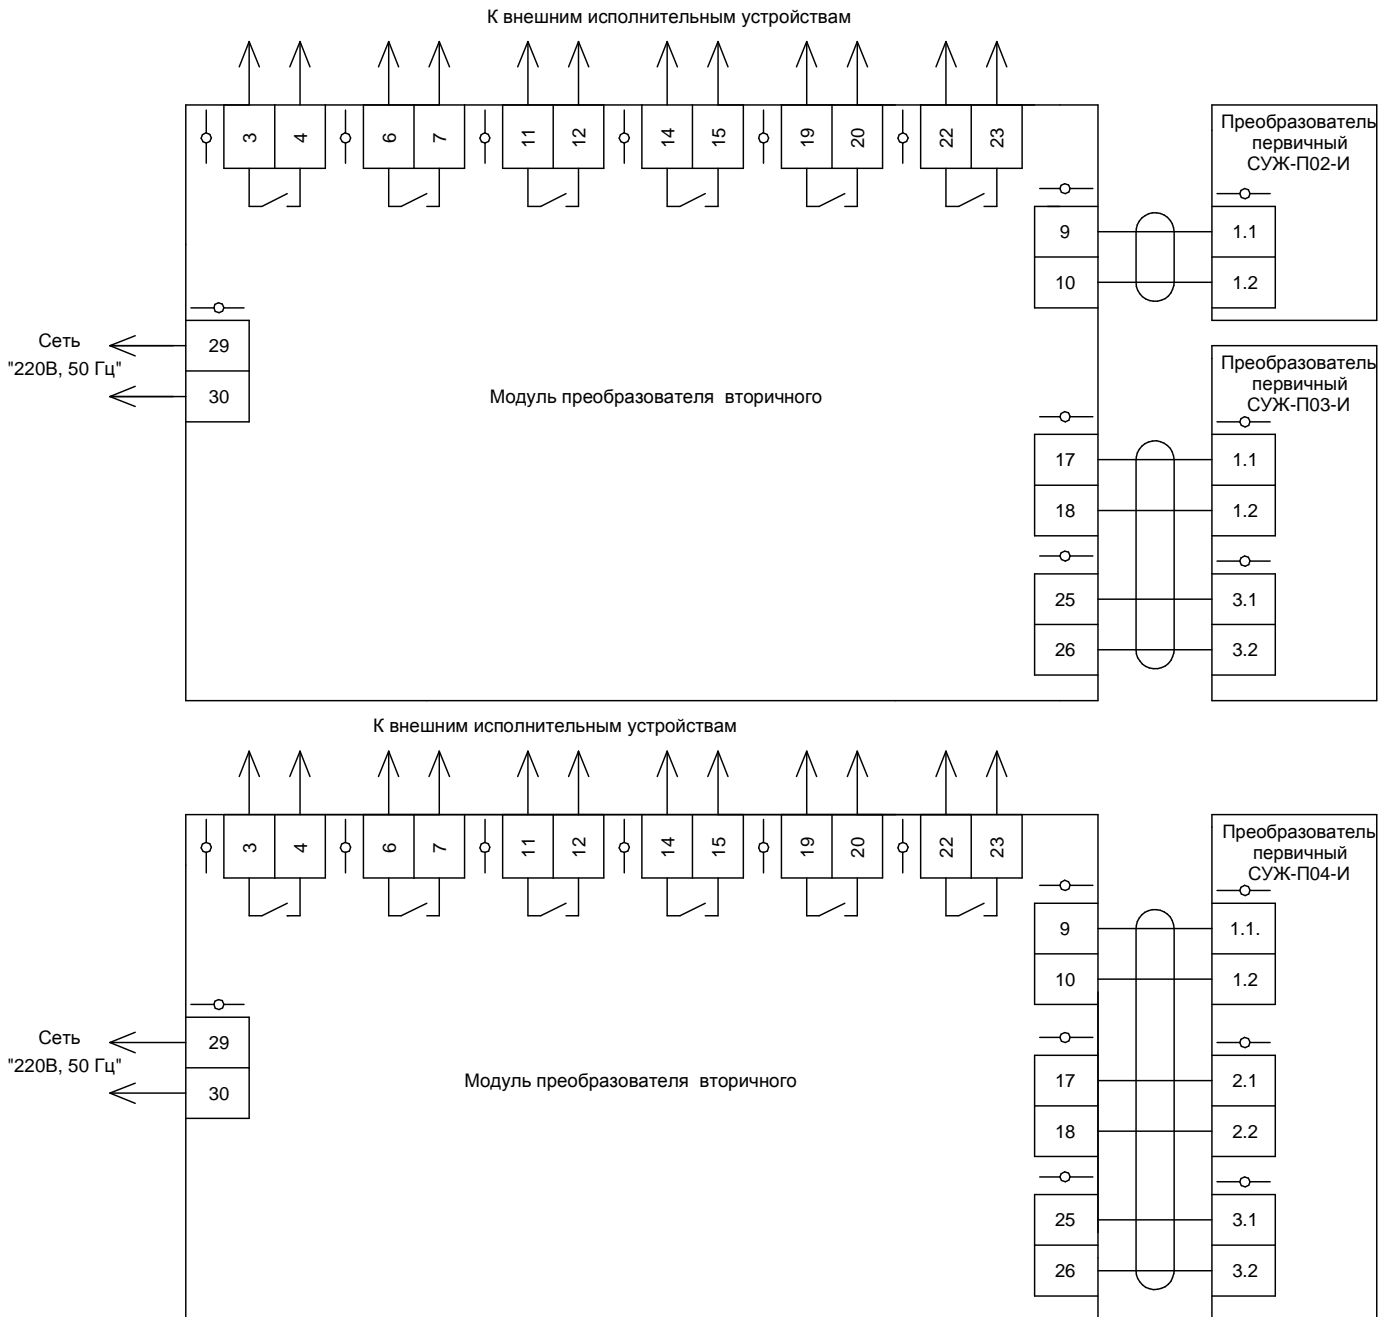 К внешним исполнительным устройствам
3 4 6 7 11 12 14 15 19 20 22 23
Преобразователь
первичный
СУЖ-П02-И
9 1.1
10 1.2
Сеть
"220В, 50 Гц"
29
30
Модуль преобразователя вторичного
Преобразователь
первичный
СУЖ-П03-И
17 1.1
18 1.2
25 3.1
26 3.2
К внешним исполнительным устройствам
3 4 6 7 11 12 14 15 19 20 22 23
Преобразователь
первичный
СУЖ-П04-И
9 1.1.
10 1.2
Сеть
"220В, 50 Гц"
29
30
Модуль преобразователя вторичного
17 2.1
18 2.2
25 3.1
26 3.2